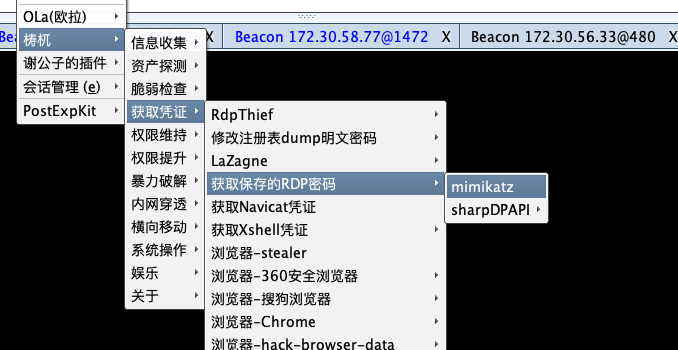 OLa(欧拉)
梼杌
谢公子的插件
会话管理 (e)
PostExpKit
Beacon 172.30.58.77@1472 X
Beacon 172.30.56.33@480 X
X
信息收集
资产探测
脆弱检查
获取凭证
权限维持
权限提升
暴力破解
内网穿透
横向移动
系统操作
娱乐
关于
RdpThief
修改注册表dump明文密码
LaZagne
获取保存的RDP密码
获取Navicat凭证
获取Xshell凭证
浏览器-stealer
浏览器-360安全浏览器
浏览器-搜狗浏览器
浏览器-Chrome
浏览器-hack-browser-data
mimikatz
sharpDPAPI